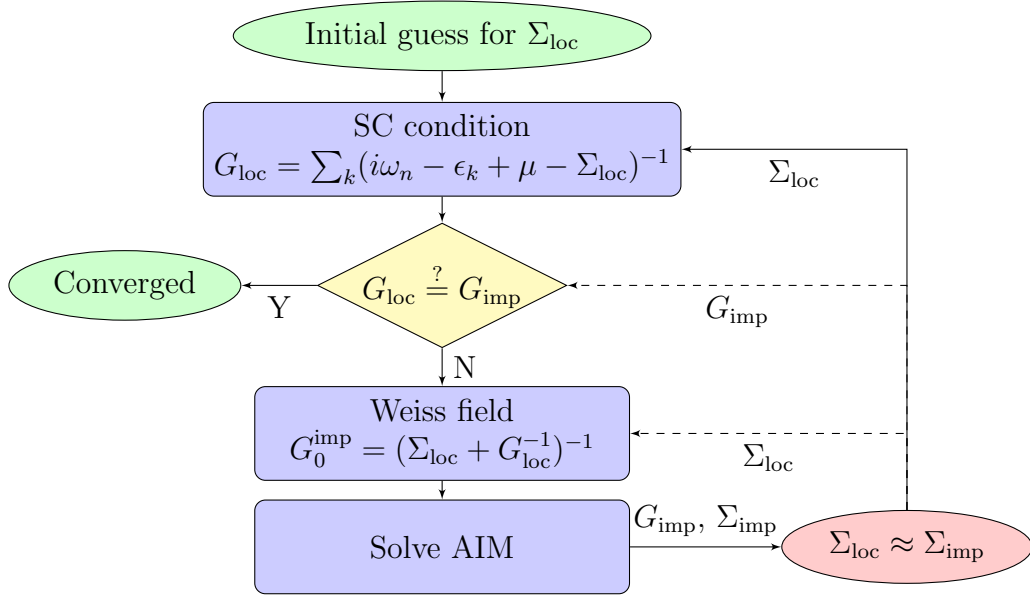 Initial guess for Σ_loc
SC condition
G_loc = ∑_k(iω_n − ϵ_k + μ − Σ_loc)^−1
Σ_loc
Converged
Y
G_loc ≟ G_imp
G_imp
N
Weiss field
G_0^imp = (Σ_loc + G_loc^−1)^−1
Σ_loc
Solve AIM
G_imp, Σ_imp
Σ_loc ≈ Σ_imp